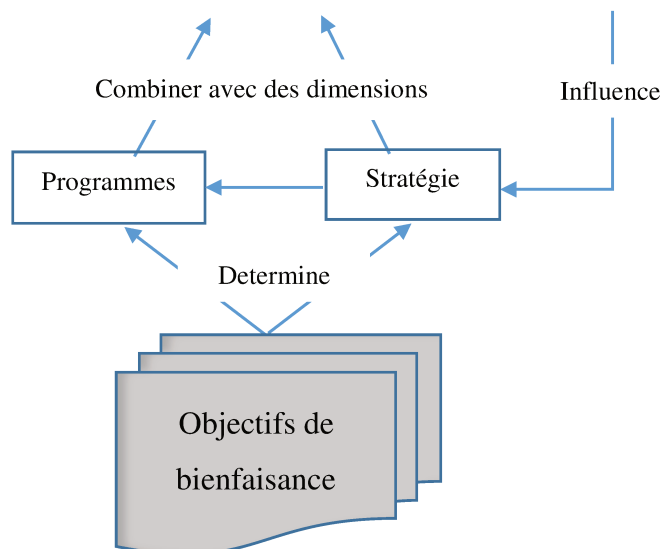 Combiner avec des dimensions
Influence
Programmes
Stratégie
Determine
Objectifs de
bienfaisance